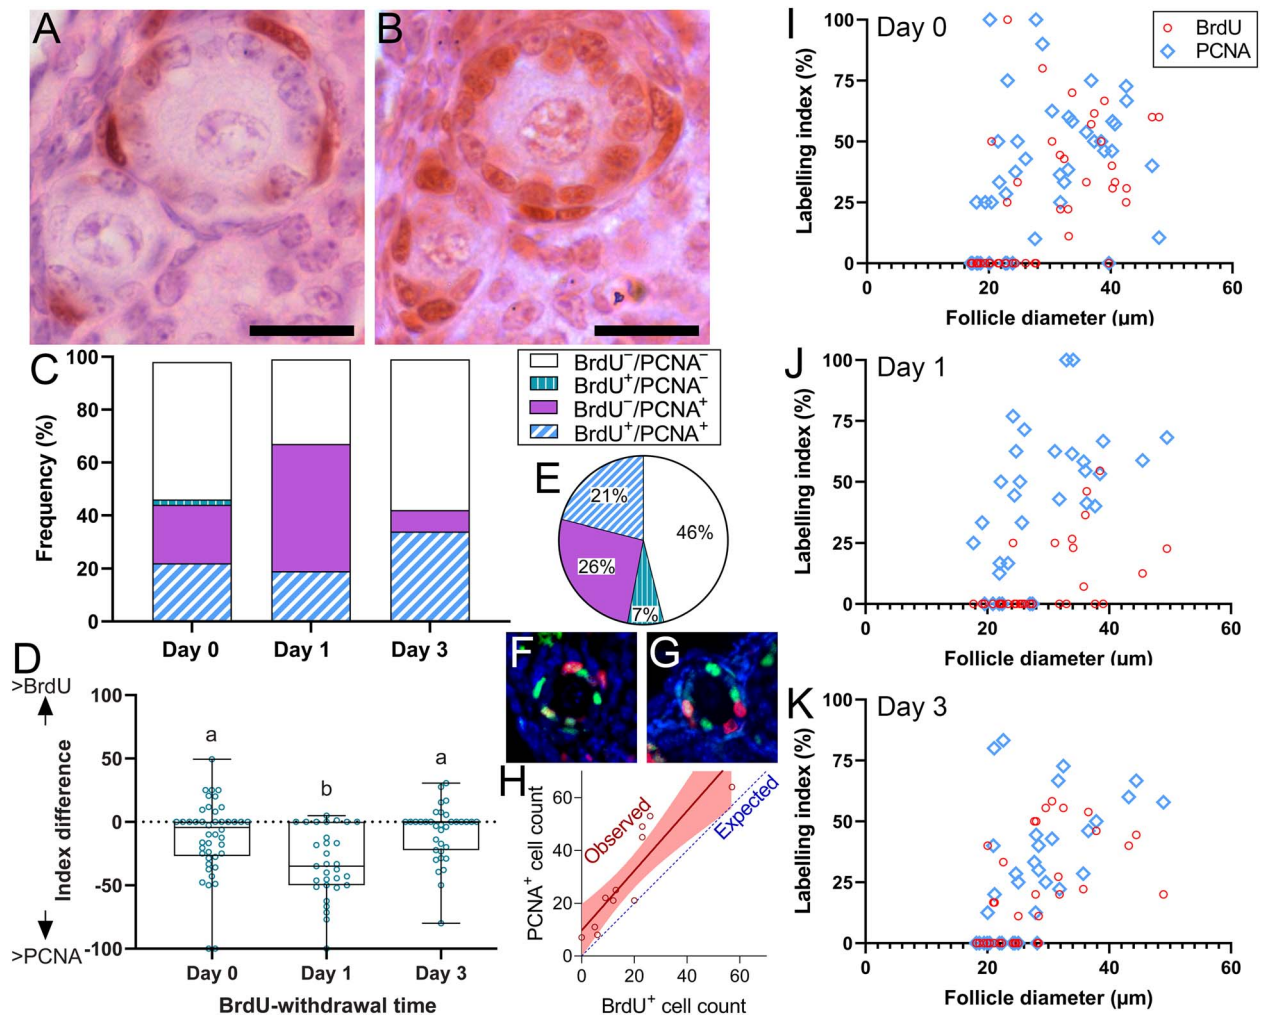 A
B
C
100
80
60
40
20
0
Frequency (%)
Day 0
Day 1
Day 3
BrdU⁻/PCNA⁻
BrdU⁺/PCNA⁻
BrdU⁻/PCNA⁺
BrdU⁺/PCNA⁺
E
21%
46%
26%
7%
D
>BrdU
>PCNA
Index difference
100
50
0
-50
-100
a
b
a
Day 0
Day 1
Day 3
BrdU-withdrawal time
F
G
H
PCNA⁺ cell count
60
40
20
0
Observed
Expected
0
20
40
60
BrdU⁺ cell count
I
Day 0
BrdU
PCNA
Labelling index (%)
100
75
50
25
0
0
20
40
60
Follicle diameter (µm)
J
Day 1
Labelling index (%)
100
75
50
25
0
0
20
40
60
Follicle diameter (µm)
K
Day 3
Labelling index (%)
100
75
50
25
0
0
20
40
60
Follicle diameter (µm)